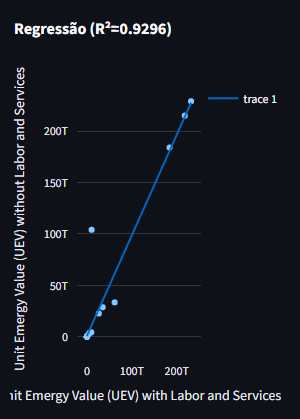 Regressão (R²=0.9296)
Unit Emergy Value (UEV) without Labor and Services
trace 1
200T
150T
100T
50T
0
0 100T 200T
nit Emergy Value (UEV) with Labor and Services